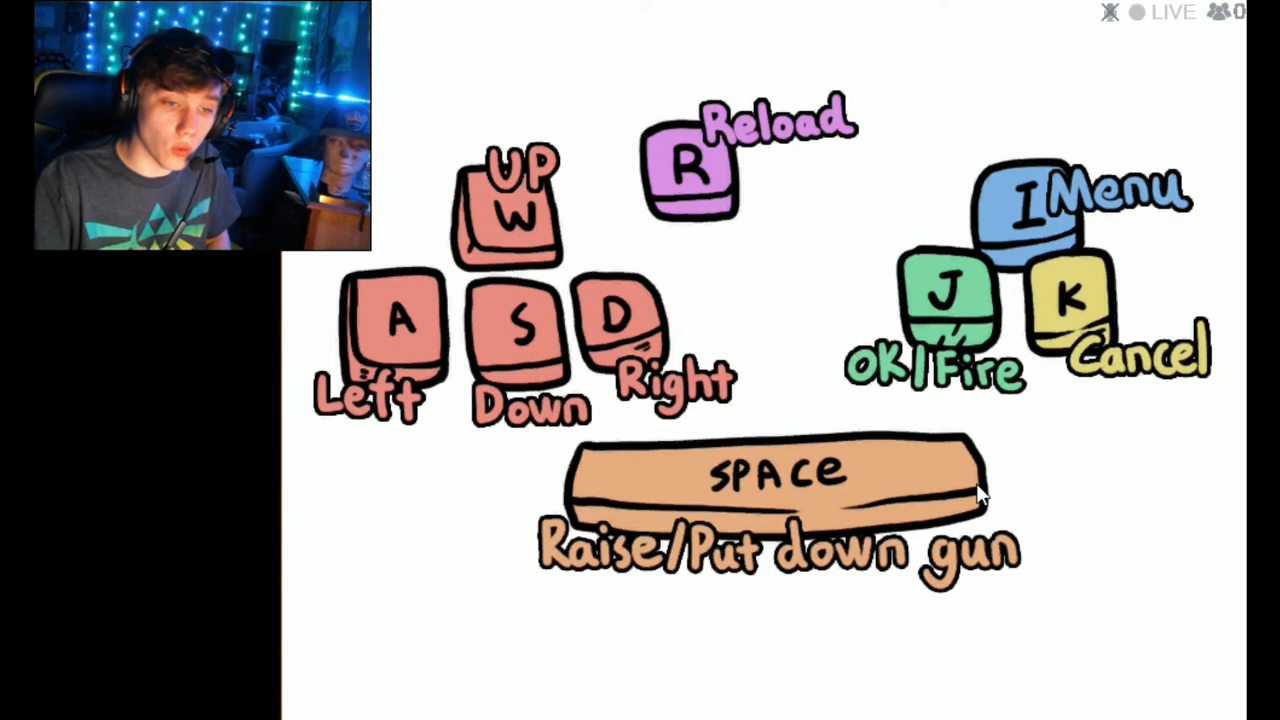 LIVE 0
Reload
R
UP
W
I Menu
A S D
J K
Left Down Right
OK/Fire Cancel
SPACe
Raise/Put down gun